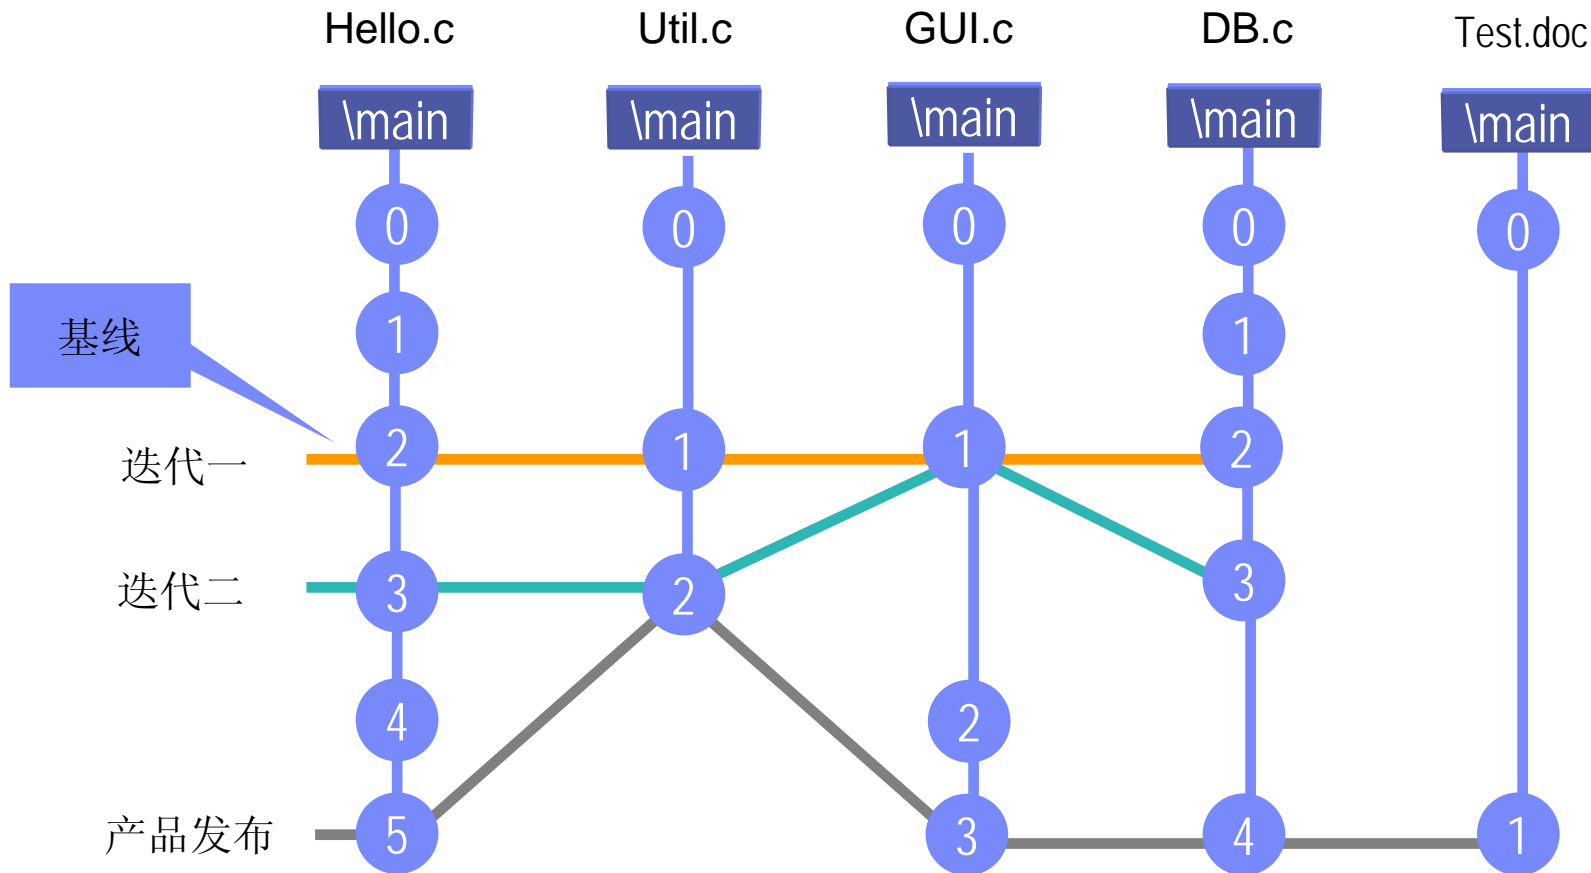 Hello.c Util.c GUI.c DB.c Test.doc
\main \main \main \main \main
0 0 0 0 0
基线
1 1
迭代一 2 1 1 2
迭代二 3 2 3
4 2
产品发布 5 3 4 1